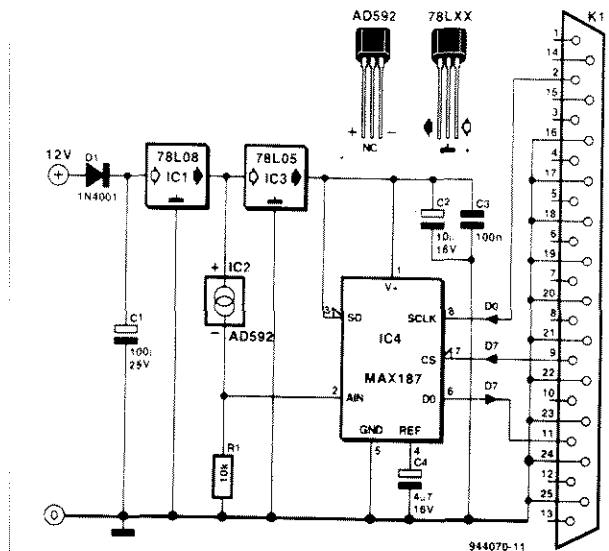 AD592 78LXX K1
+ NC −
12V
D1
1N4001
78L08
IC1
78L05
IC3
C1
25V
+ IC2
−
AD592
R1
10k
C2
16V
C3
100n
1
V+
3 SD
SCLK 8
D0
IC4
CS 7
D7
MAX187
2 AIN
D0 6
D7
GND REF
5 4
C4
16V
0
1
14
2
15
3
16
4
17
5
18
6
19
7
20
8
21
9
22
10
23
11
24
12
25
13
944070-11